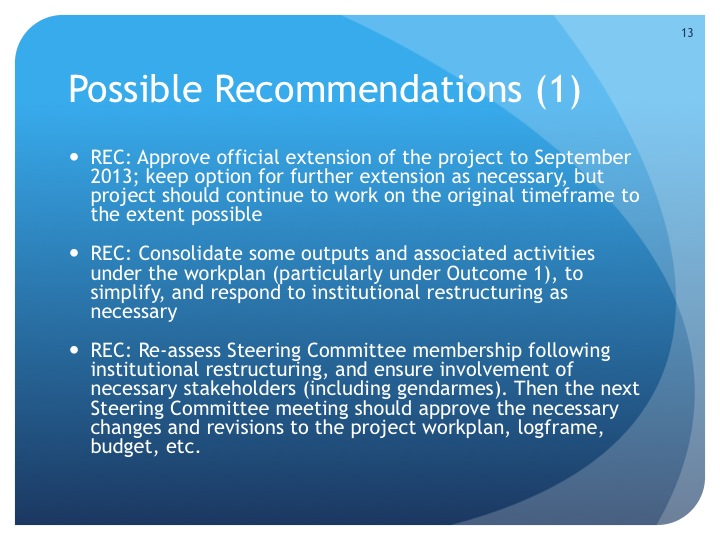 13
Possible Recommendations (1)
• REC: Approve official extension of the project to September
2013; keep option for further extension as necessary, but
project should continue to work on the original timeframe to
the extent possible
• REC: Consolidate some outputs and associated activities
under the workplan (particularly under Outcome 1), to
simplify, and respond to institutional restructuring as
necessary
• REC: Re-assess Steering Committee membership following
institutional restructuring, and ensure involvement of
necessary stakeholders (including gendarmes). Then the next
Steering Committee meeting should approve the necessary
changes and revisions to the project workplan, logframe,
budget, etc.